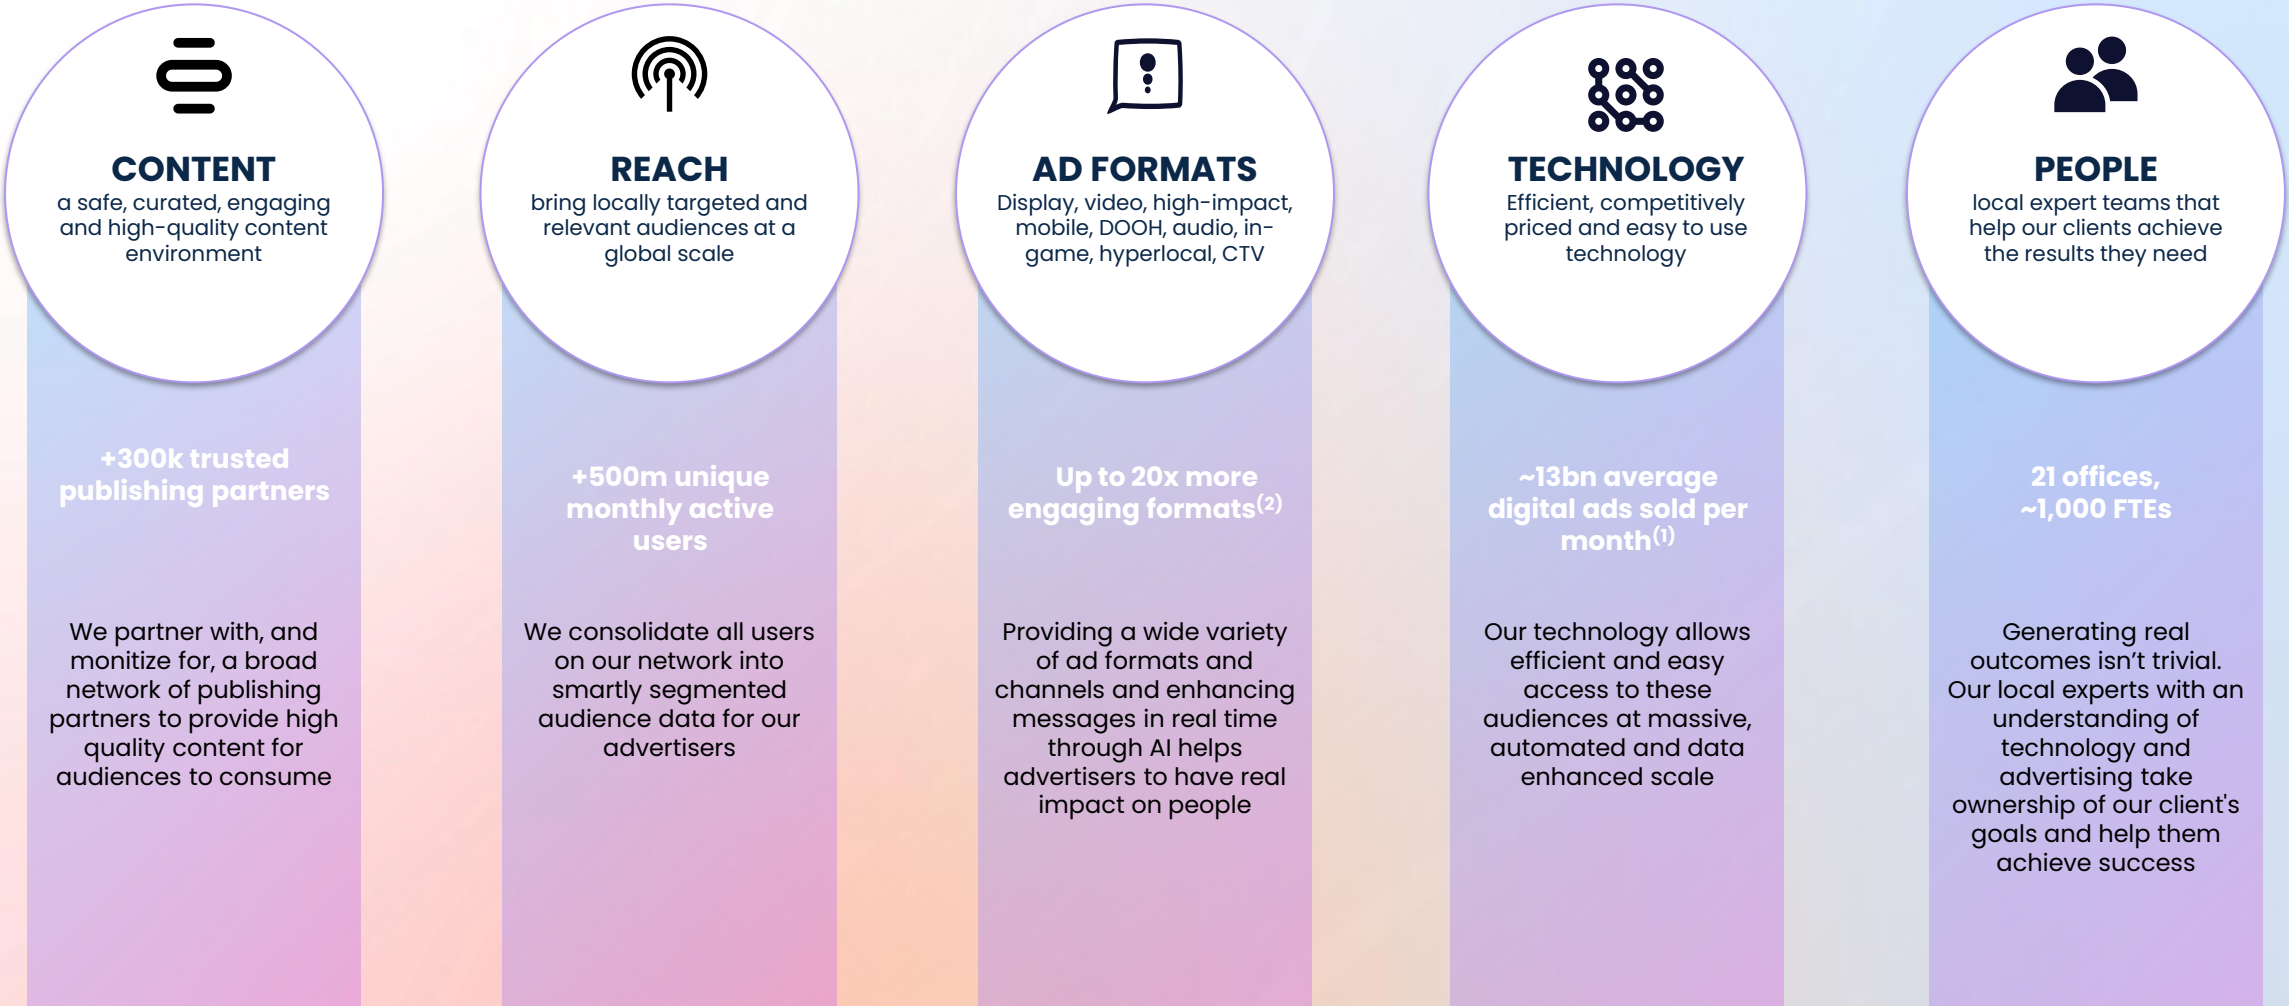 CONTENT
a safe, curated, engaging
and high-quality content
environment
+300k trusted
publishing partners
We partner with, and
monitize for, a broad
network of publishing
partners to provide high
quality content for
audiences to consume
REACH
bring locally targeted and
relevant audiences at a
global scale
+500m unique
monthly active
users
We consolidate all users
on our network into
smartly segmented
audience data for our
advertisers
AD FORMATS
Display, video, high-impact,
mobile, DOOH, audio, in-
game, hyperlocal, CTV
Up to 20x more
engaging formats(2)
Providing a wide variety
of ad formats and
channels and enhancing
messages in real time
through AI helps
advertisers to have real
impact on people
TECHNOLOGY
Efficient, competitively
priced and easy to use
technology
~13bn average
digital ads sold per
month(1)
Our technology allows
efficient and easy
access to these
audiences at massive,
automated and data
enhanced scale
PEOPLE
local expert teams that
help our clients achieve
the results they need
21 offices,
~1,000 FTEs
Generating real
outcomes isn’t trivial.
Our local experts with an
understanding of
technology and
advertising take
ownership of our client's
goals and help them
achieve success